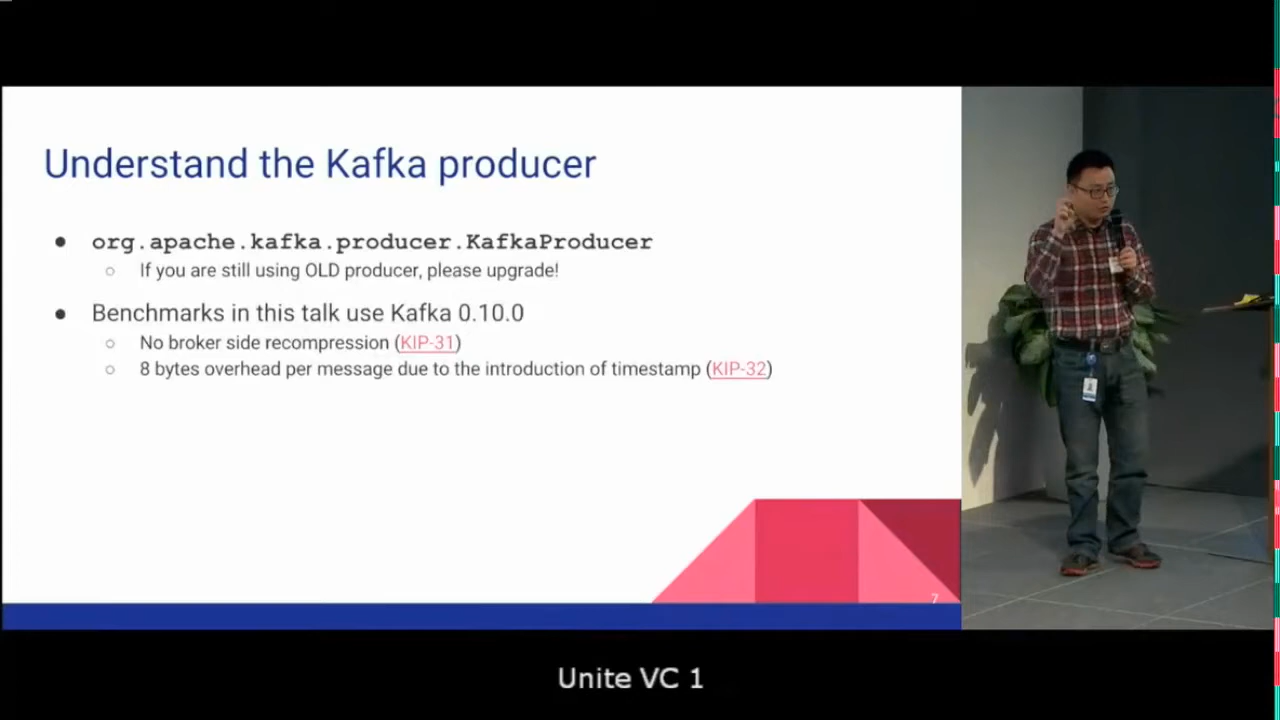 Understand the Kafka producer
● org.apache.kafka.producer.KafkaProducer
○ If you are still using OLD producer, please upgrade!
● Benchmarks in this talk use Kafka 0.10.0
○ No broker side recompression (KIP-31)
○ 8 bytes overhead per message due to the introduction of timestamp (KIP-32)
7
Unite VC 1